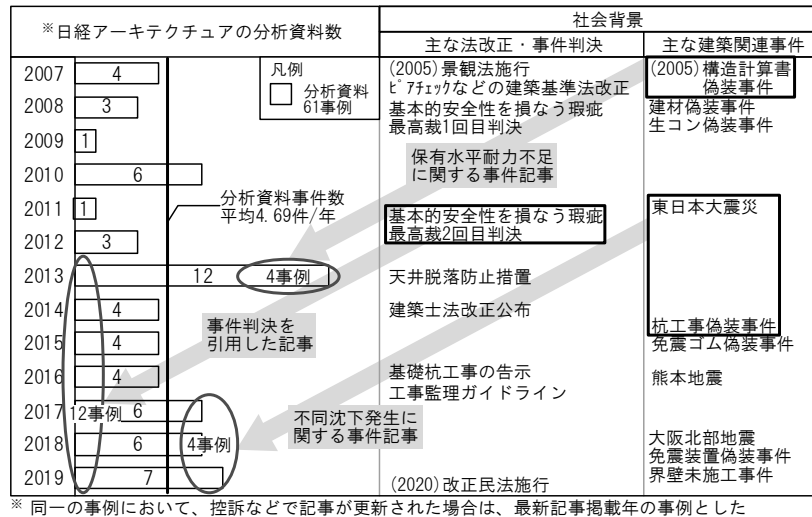 ※日経アーキテクチュアの分析資料数
社会背景
主な法改正・事件判決
主な建築関連事件
2007
4
凡例
分析資料
61事例
(2005)景観法施行
ﾋﾟｱﾁｪｯｸなどの建築基準法改正
(2005)構造計算書
偽装事件
2008
3
基本的安全性を損なう瑕疵
最高裁1回目判決
建材偽装事件
生コン偽装事件
2009
1
保有水平耐力不足
に関する事件記事
2010
6
分析資料事件数
平均4.69件/年
2011
1
基本的安全性を損なう瑕疵
最高裁2回目判決
東日本大震災
2012
3
2013
12
4事例
天井脱落防止措置
2014
4
事件判決を
引用した記事
建築士法改正公布
杭工事偽装事件
2015
4
免震ゴム偽装事件
2016
4
基礎杭工事の告示
工事監理ガイドライン
熊本地震
2017
12事例
6
不同沈下発生に
関する事件記事
2018
6
4事例
大阪北部地震
免震装置偽装事件
2019
7
(2020)改正民法施行
界壁未施工事件
※ 同一の事例において、控訴などで記事が更新された場合は、最新記事掲載年の事例とした